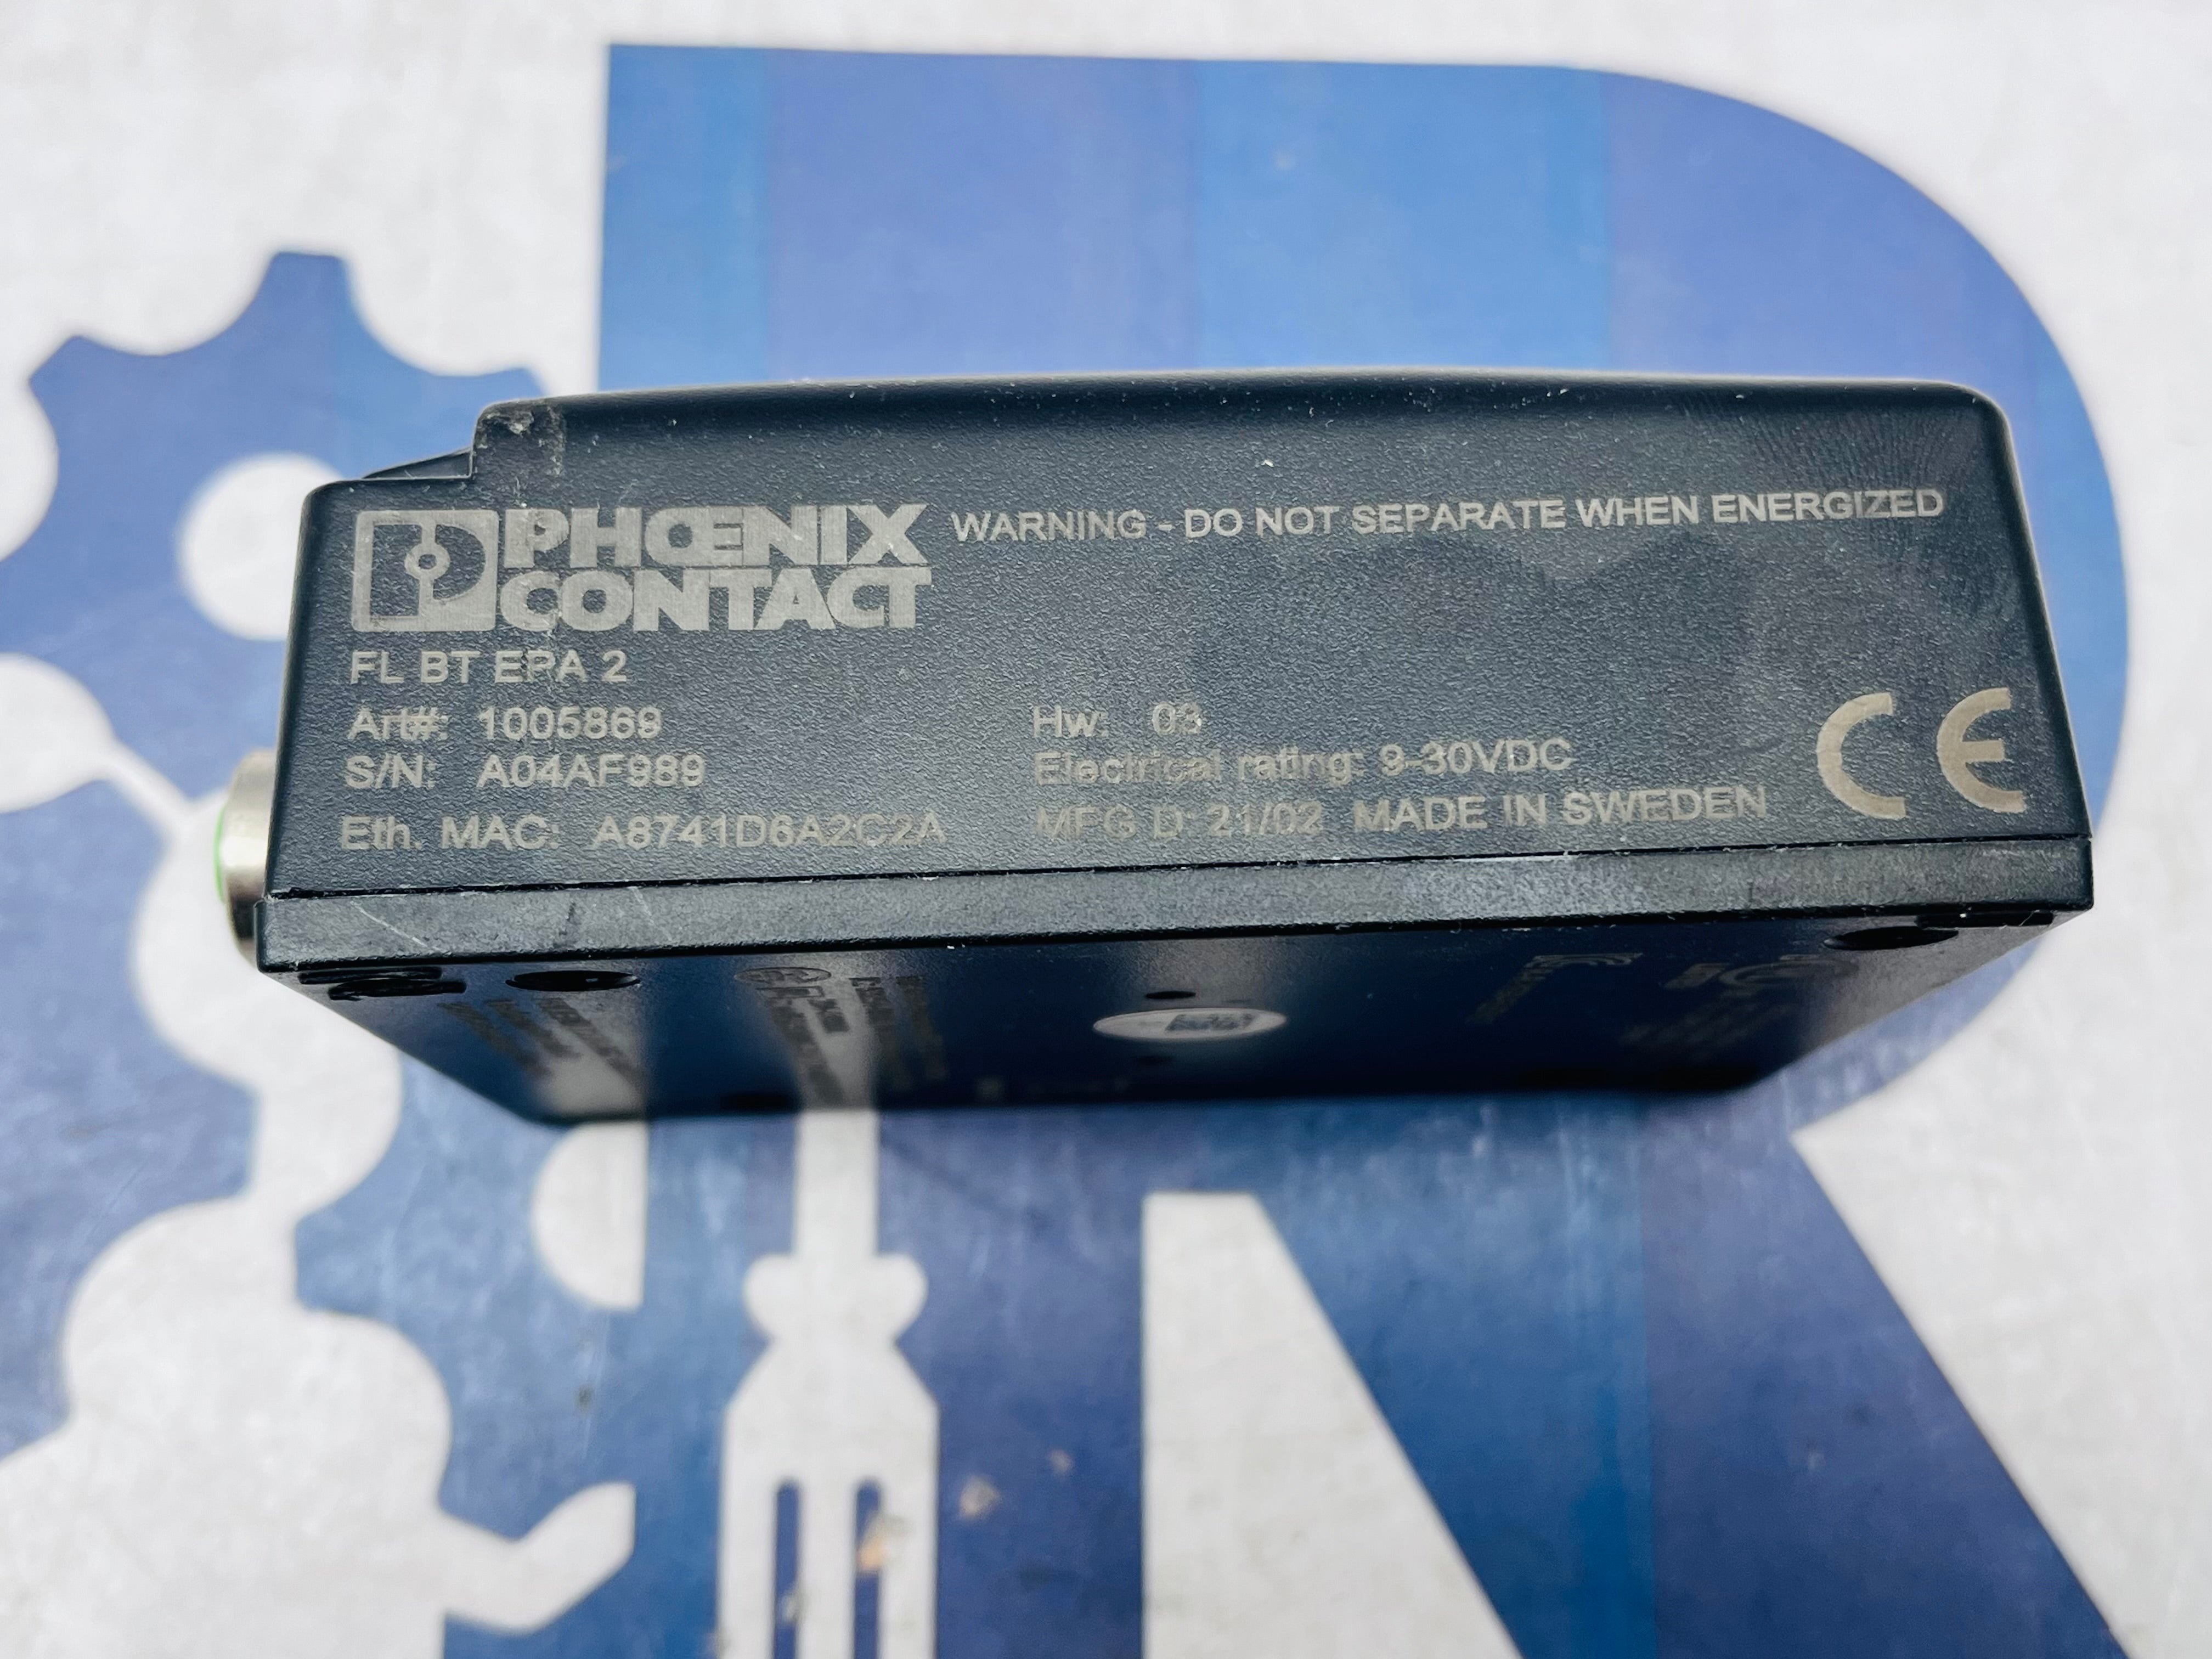 PHŒNIX
CONTACT
WARNING - DO NOT SEPARATE WHEN ENERGIZED
FL BT EPA 2
Art#: 1005869
Hw: 03
S/N: A04AF989
Electrical rating: 9-30VDC
Eth. MAC: A8741D6A2C2A
MFG D: 21/02 MADE IN SWEDEN
CE